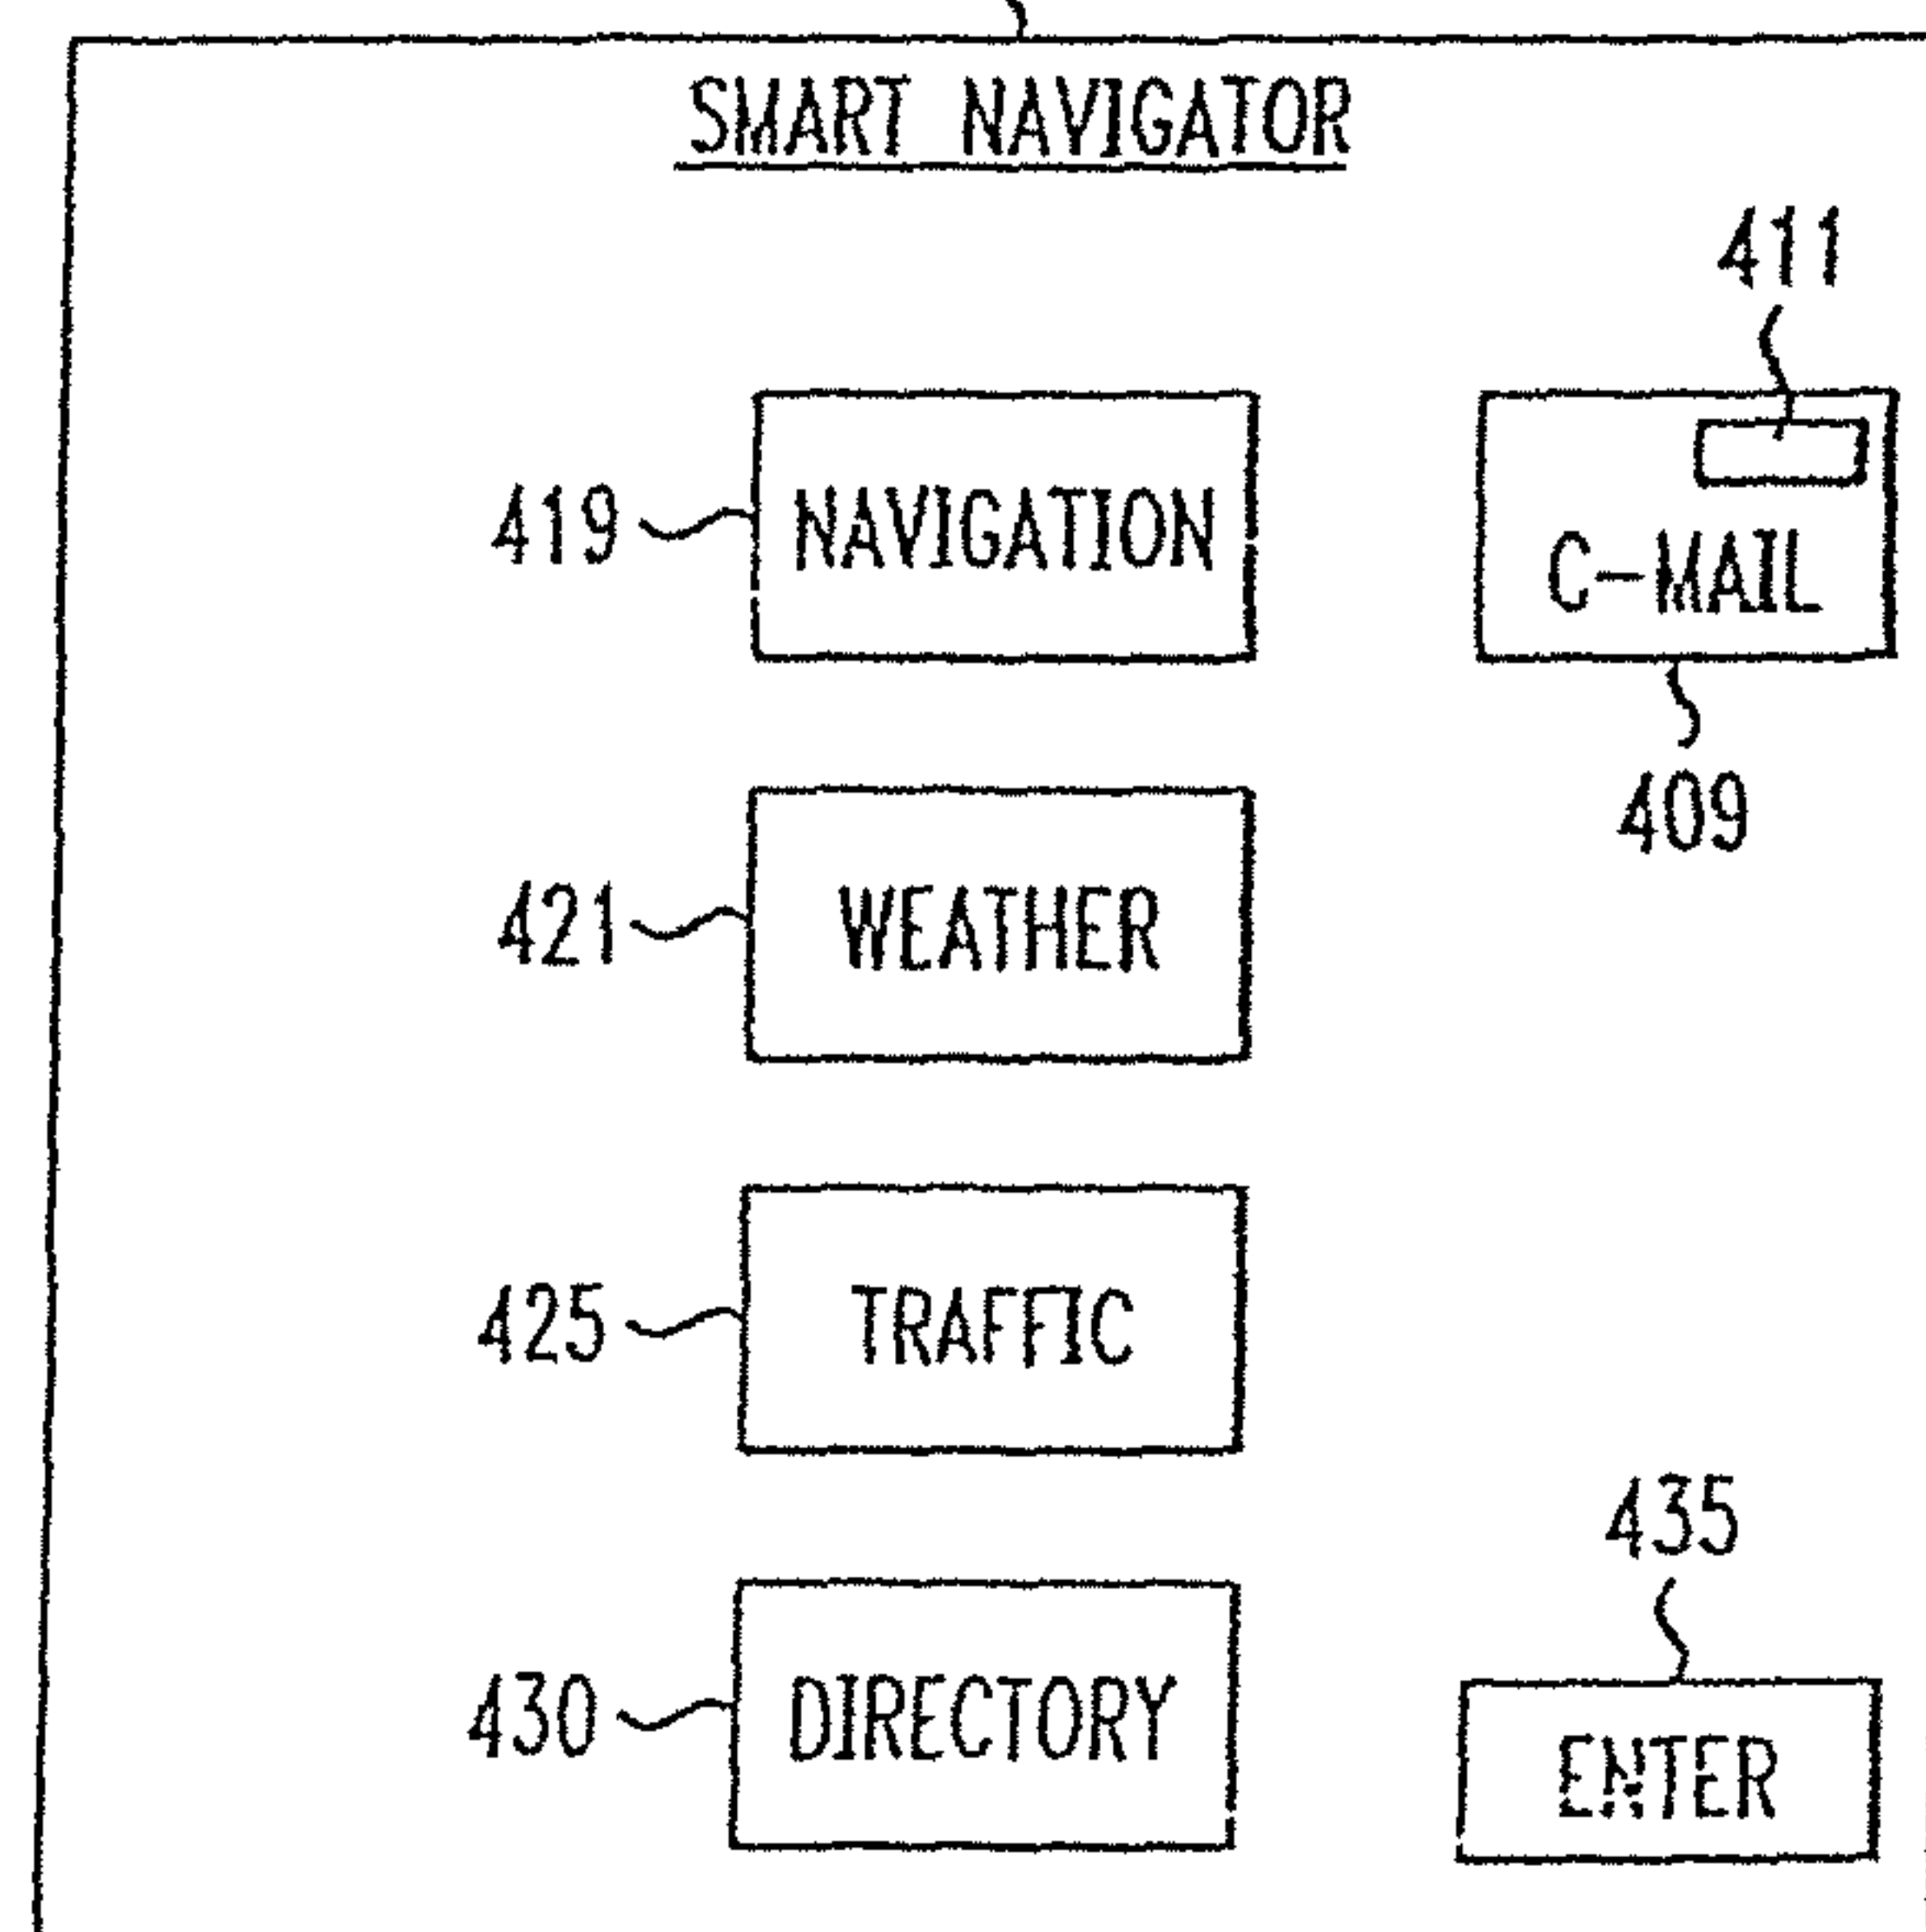 SMART NAVIGATOR
411
419
NAVIGATION
C-MAIL
409
421
WEATHER
425
TRAFFIC
435
430
DIRECTORY
ENTER